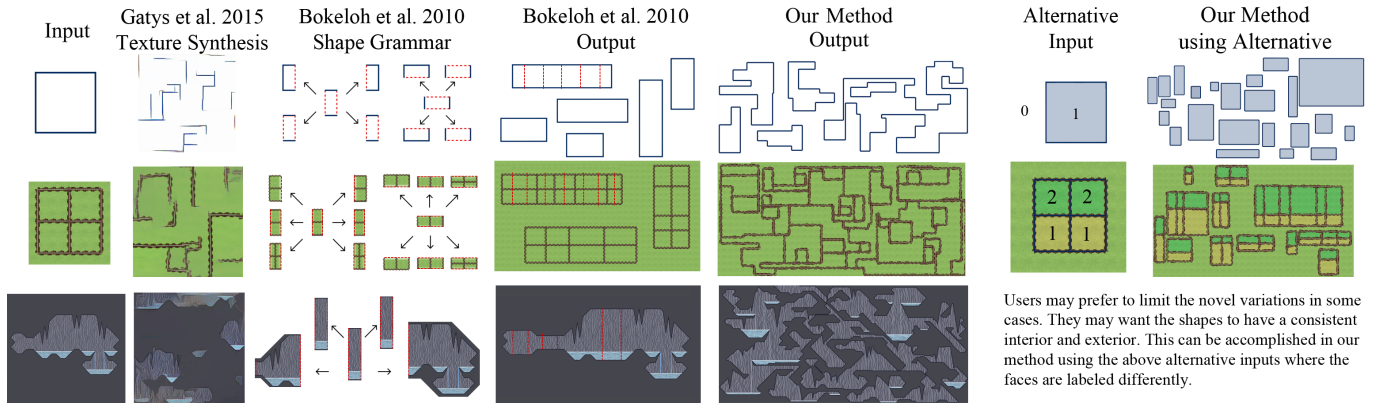 Input
Gatys et al. 2015
Texture Synthesis
Bokeloh et al. 2010
Shape Grammar
Bokeloh et al. 2010
Output
Our Method
Output
Alternative
Input
Our Method
using Alternative
0
1
2 2
1 1
Users may prefer to limit the novel variations in some
cases. They may want the shapes to have a consistent
interior and exterior. This can be accomplished in our
method using the above alternative inputs where the
faces are labeled differently.